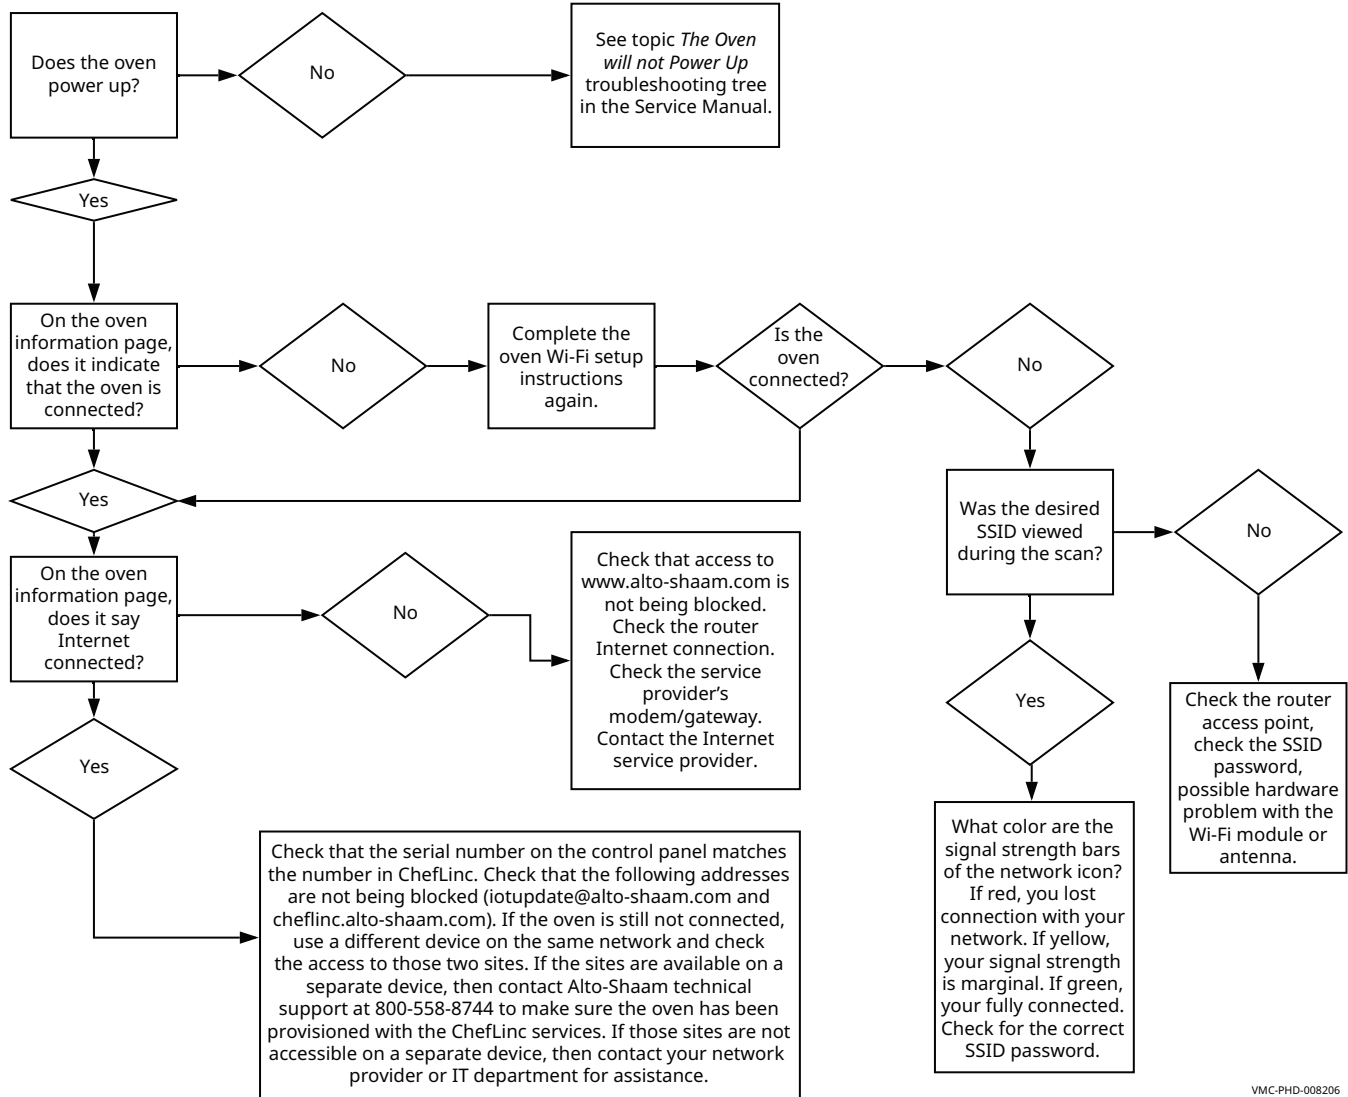 Does the oven
power up?
No
See topic The Oven
will not Power Up
troubleshooting tree
in the Service Manual.
Yes
On the oven
information page,
does it indicate
that the oven is
connected?
No
Complete the
oven Wi-Fi setup
instructions
again.
Is the
oven
connected?
No
Yes
Was the desired
SSID viewed
during the scan?
No
On the oven
information page,
does it say
Internet
connected?
No
Check that access to
www.alto-shaam.com is
not being blocked.
Check the router
Internet connection.
Check the service
provider’s
modem/gateway.
Contact the Internet
service provider.
Yes
Check the router
access point,
check the SSID
password,
possible hardware
problem with the
Wi-Fi module or
antenna.
Yes
Check that the serial number on the control panel matches
the number in ChefLinc. Check that the following addresses
are not being blocked (iotupdate@alto-shaam.com and
cheflinc.alto-shaam.com). If the oven is still not connected,
use a different device on the same network and check
the access to those two sites. If the sites are available on a
separate device, then contact Alto-Shaam technical
support at 800-558-8744 to make sure the oven has been
provisioned with the ChefLinc services. If those sites are not
accessible on a separate device, then contact your network
provider or IT department for assistance.
What color are the
signal strength bars
of the network icon?
If red, you lost
connection with your
network. If yellow,
your signal strength
is marginal. If green,
your fully connected.
Check for the correct
SSID password.
VMC-PHD-008206